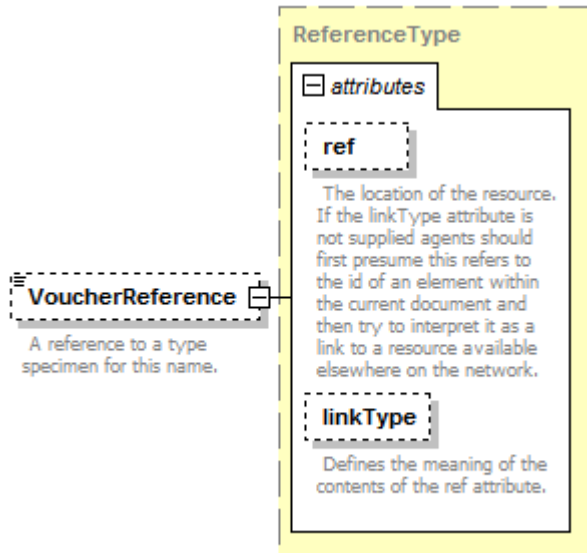 ReferenceType
attributes
ref
The location of the resource.
If the linkType attribute is
not supplied agents should
first presume this refers to
the id of an element within
the current document and
then try to interpret it as a
link to a resource available
elsewhere on the network.
VoucherReference
A reference to a type
specimen for this name.
linkType
Defines the meaning of the
contents of the ref attribute.